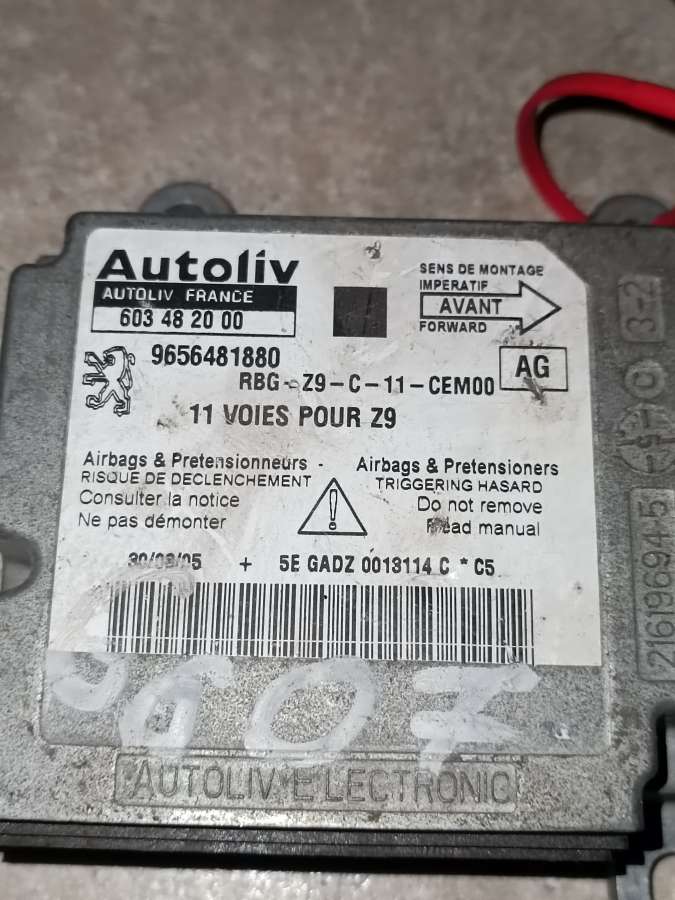 Autoliv
AUTOLIV FRANCE
603 48 20 00
SENS DE MONTAGE
IMPERATIF
AVANT
FORWARD
9656481880
AG
RBG-Z9-C-11-CEM00
11 VOIES POUR Z9
Airbags & Pretensionneurs -
RISQUE DE DECLENCHEMENT
Consulter la notice
Ne pas démonter
Airbags & Pretensioners
TRIGGERING HASARD
Do not remove
Read manual
+ 5E GADZ 0013114 C * C5
607
AUTOLIV ELECTRONIC
3-2
21619694-5